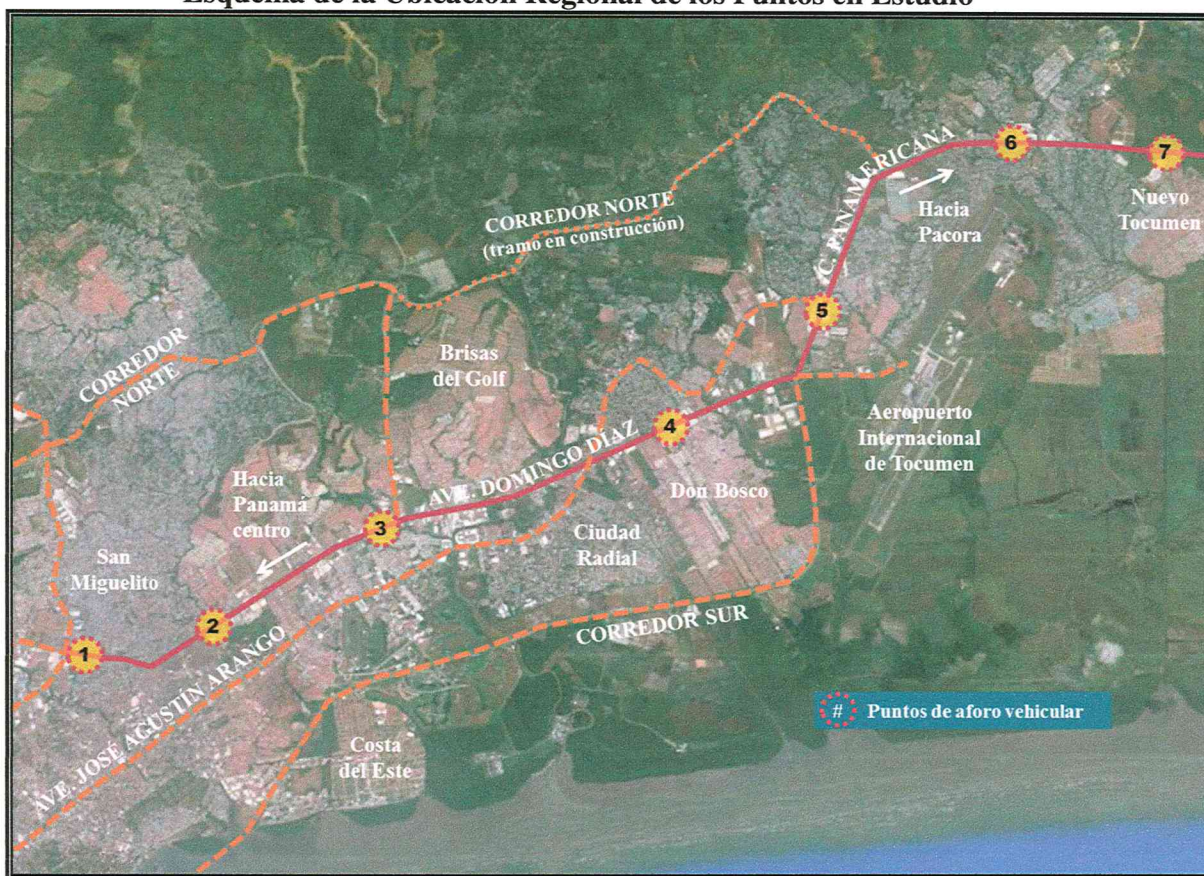 Esquema de la Ubicación Regional de los Puntos en Estudio
C. PANAMERICANA
6
7
Nuevo
Tocumen
Hacia
Pacora
CORREDOR NORTE
(tramo en construcción)
5
CORREDOR
NORTE
Brisas
del Golf
4
AVE. DOMINGO DÍAZ
Aeropuerto
Internacional
de Tocumen
Hacia
Panamá
centro
3
Don Bosco
Ciudad
Radial
San
Miguelito
2
1
CORREDOR SUR
AVE. JOSÉ AGUSTÍN ARANGO
# Puntos de aforo vehicular
Costa
del Este